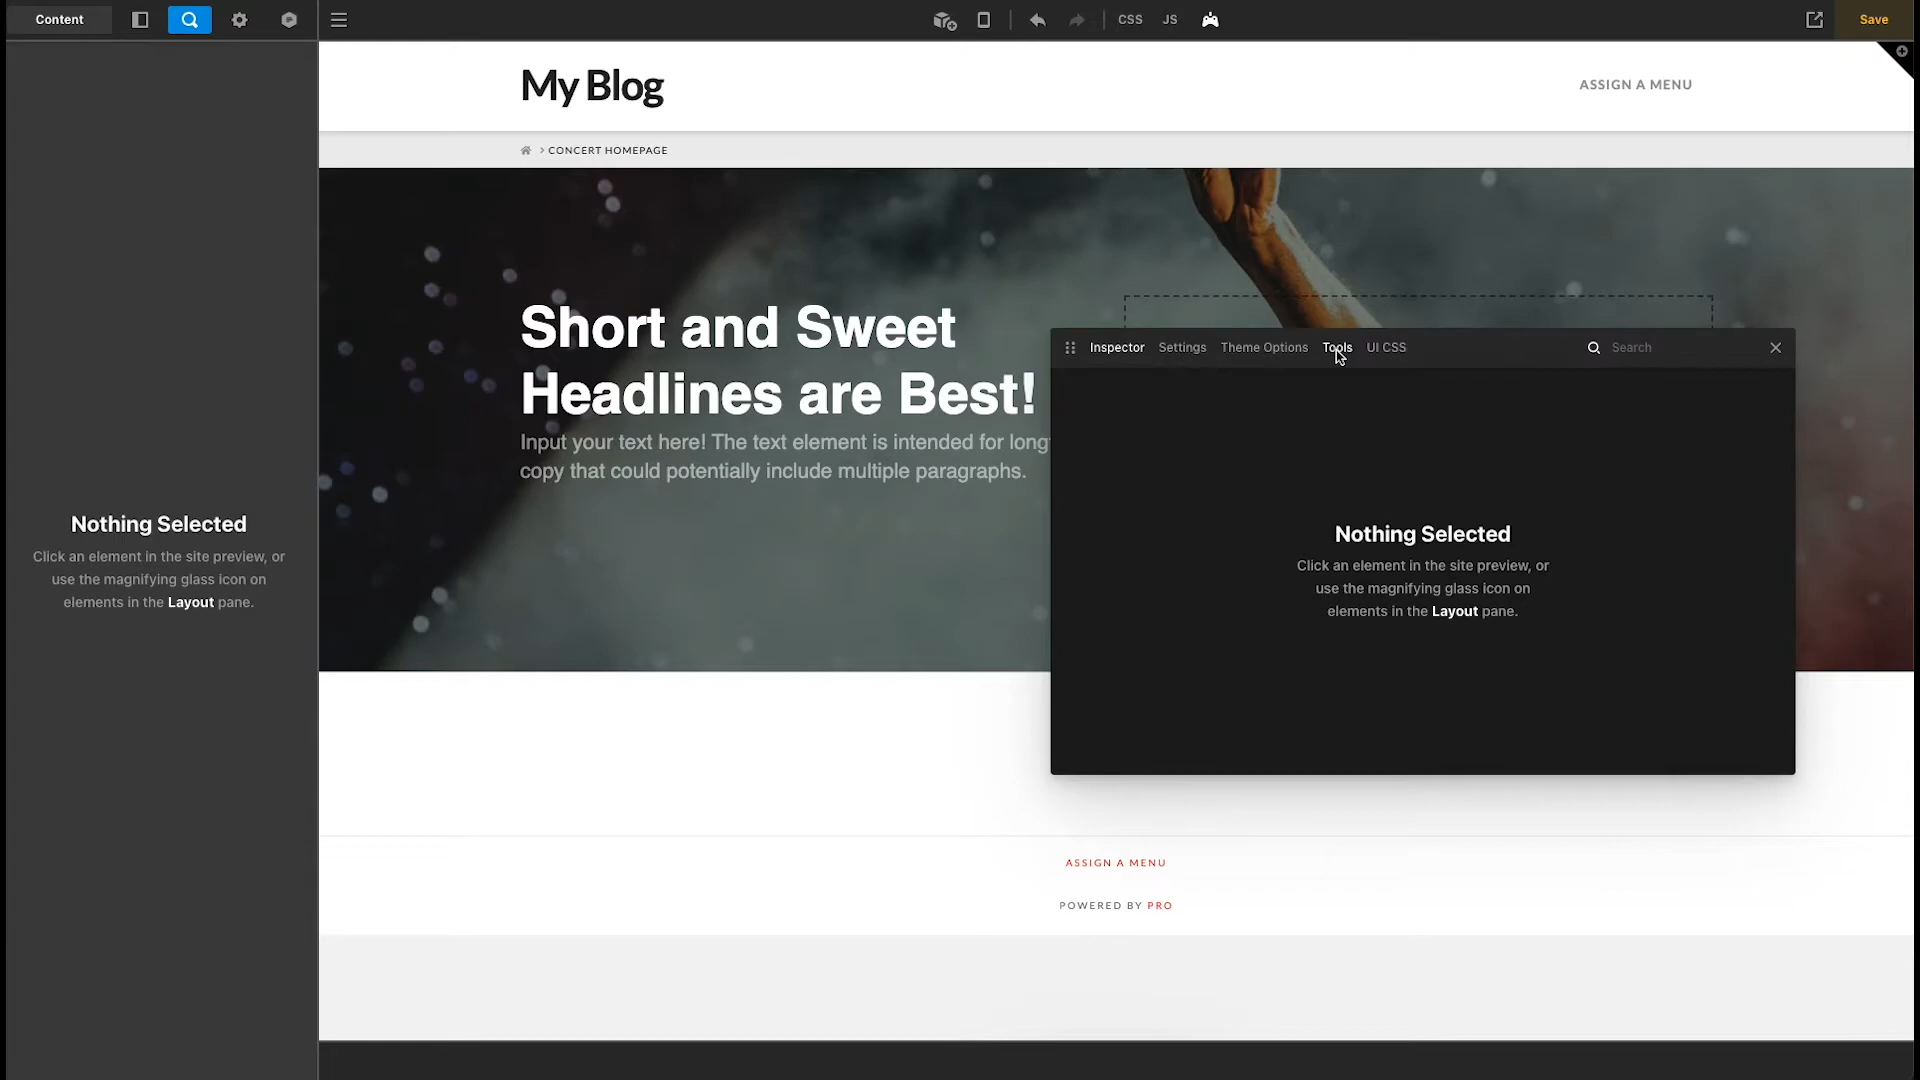 Content
CSS
JS
Save
My Blog
ASSIGN A MENU
> CONCERT HOMEPAGE
Short and Sweet
Headlines are Best!
Input your text here! The text element is intended for long
copy that could potentially include multiple paragraphs.
Inspector Settings Theme Options Tools UI CSS
Search
Nothing Selected
Click an element in the site preview, or
use the magnifying glass icon on
elements in the Layout pane.
Nothing Selected
Click an element in the site preview, or
use the magnifying glass icon on
elements in the Layout pane.
ASSIGN A MENU
POWERED BY PRO